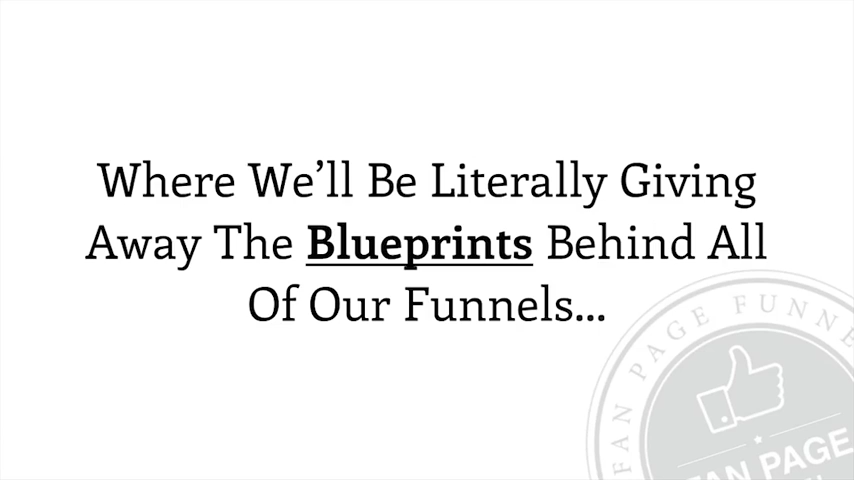 Where We'll Be Literally Giving
Away The Blueprints Behind All
Of Our Funnels...
FAN PAGE
FAN PAGE